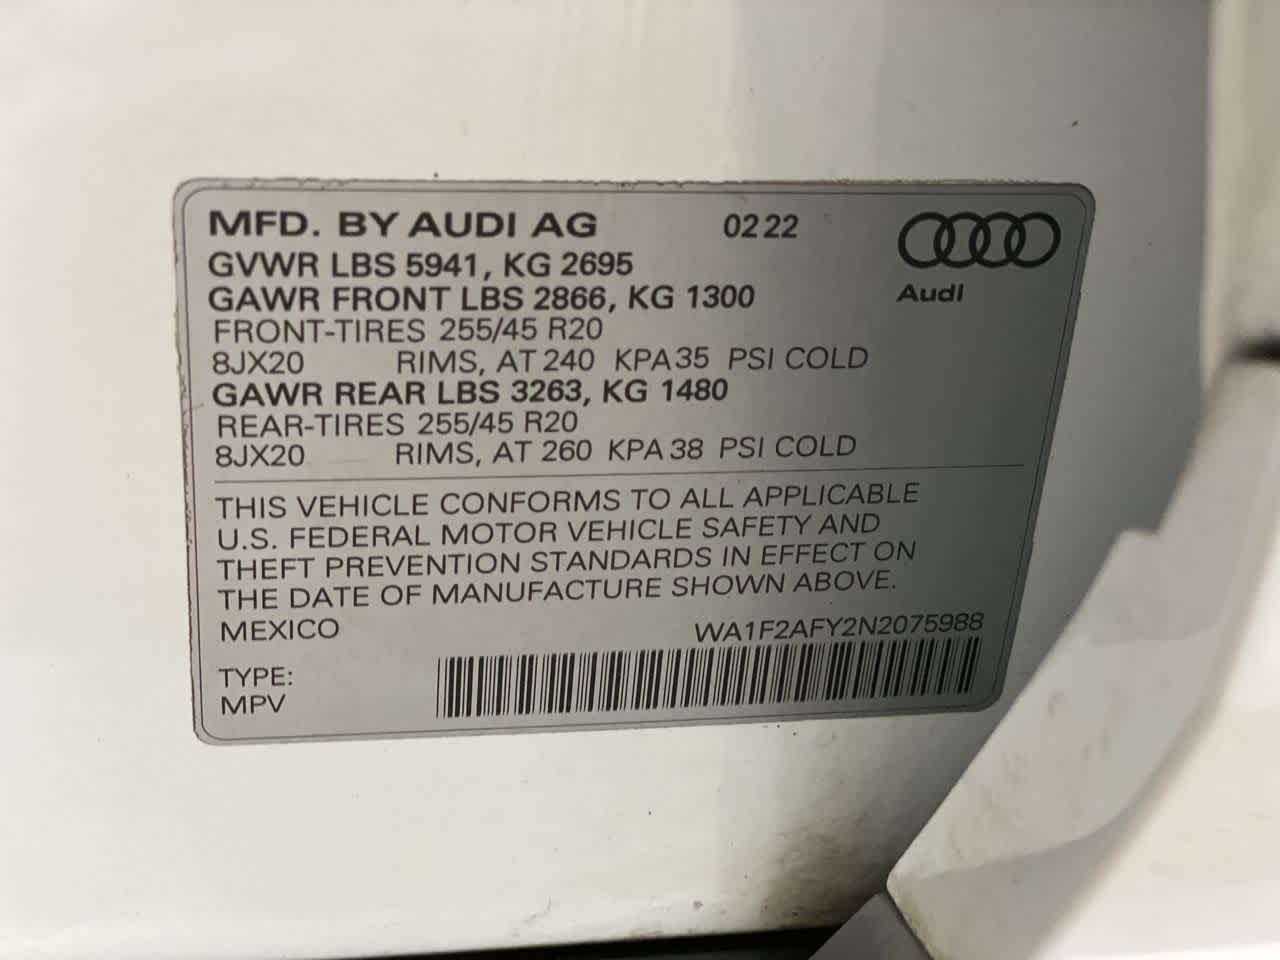 MFD. BY AUDI AG 0222
GVWR LBS 5941, KG 2695
Audi
GAWR FRONT LBS 2866, KG 1300
FRONT-TIRES 255/45 R20
8JX20 RIMS, AT 240 KPA 35 PSI COLD
GAWR REAR LBS 3263, KG 1480
REAR-TIRES 255/45 R20
8JX20 RIMS, AT 260 KPA 38 PSI COLD
THIS VEHICLE CONFORMS TO ALL APPLICABLE
U.S. FEDERAL MOTOR VEHICLE SAFETY AND
THEFT PREVENTION STANDARDS IN EFFECT ON
THE DATE OF MANUFACTURE SHOWN ABOVE.
MEXICO WA1F2AFY2N2075988
TYPE:
MPV